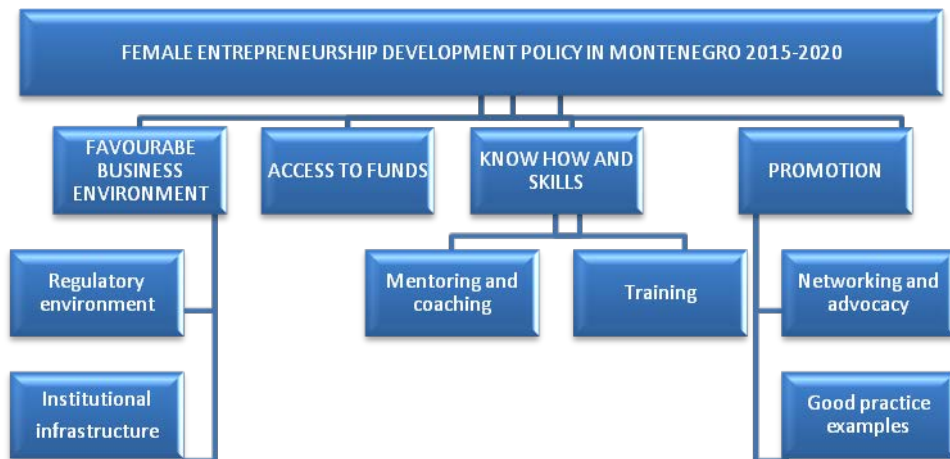 FEMALE ENTREPRENEURSHIP DEVELOPMENT POLICY IN MONTENEGRO 2015-2020
FAVOURABE
BUSINESS
ENVIRONMENT
ACCESS TO FUNDS
KNOW HOW AND
SKILLS
PROMOTION
Regulatory
environment
Institutional
infrastructure
Mentoring and
coaching
Training
Networking and
advocacy
Good practice
examples